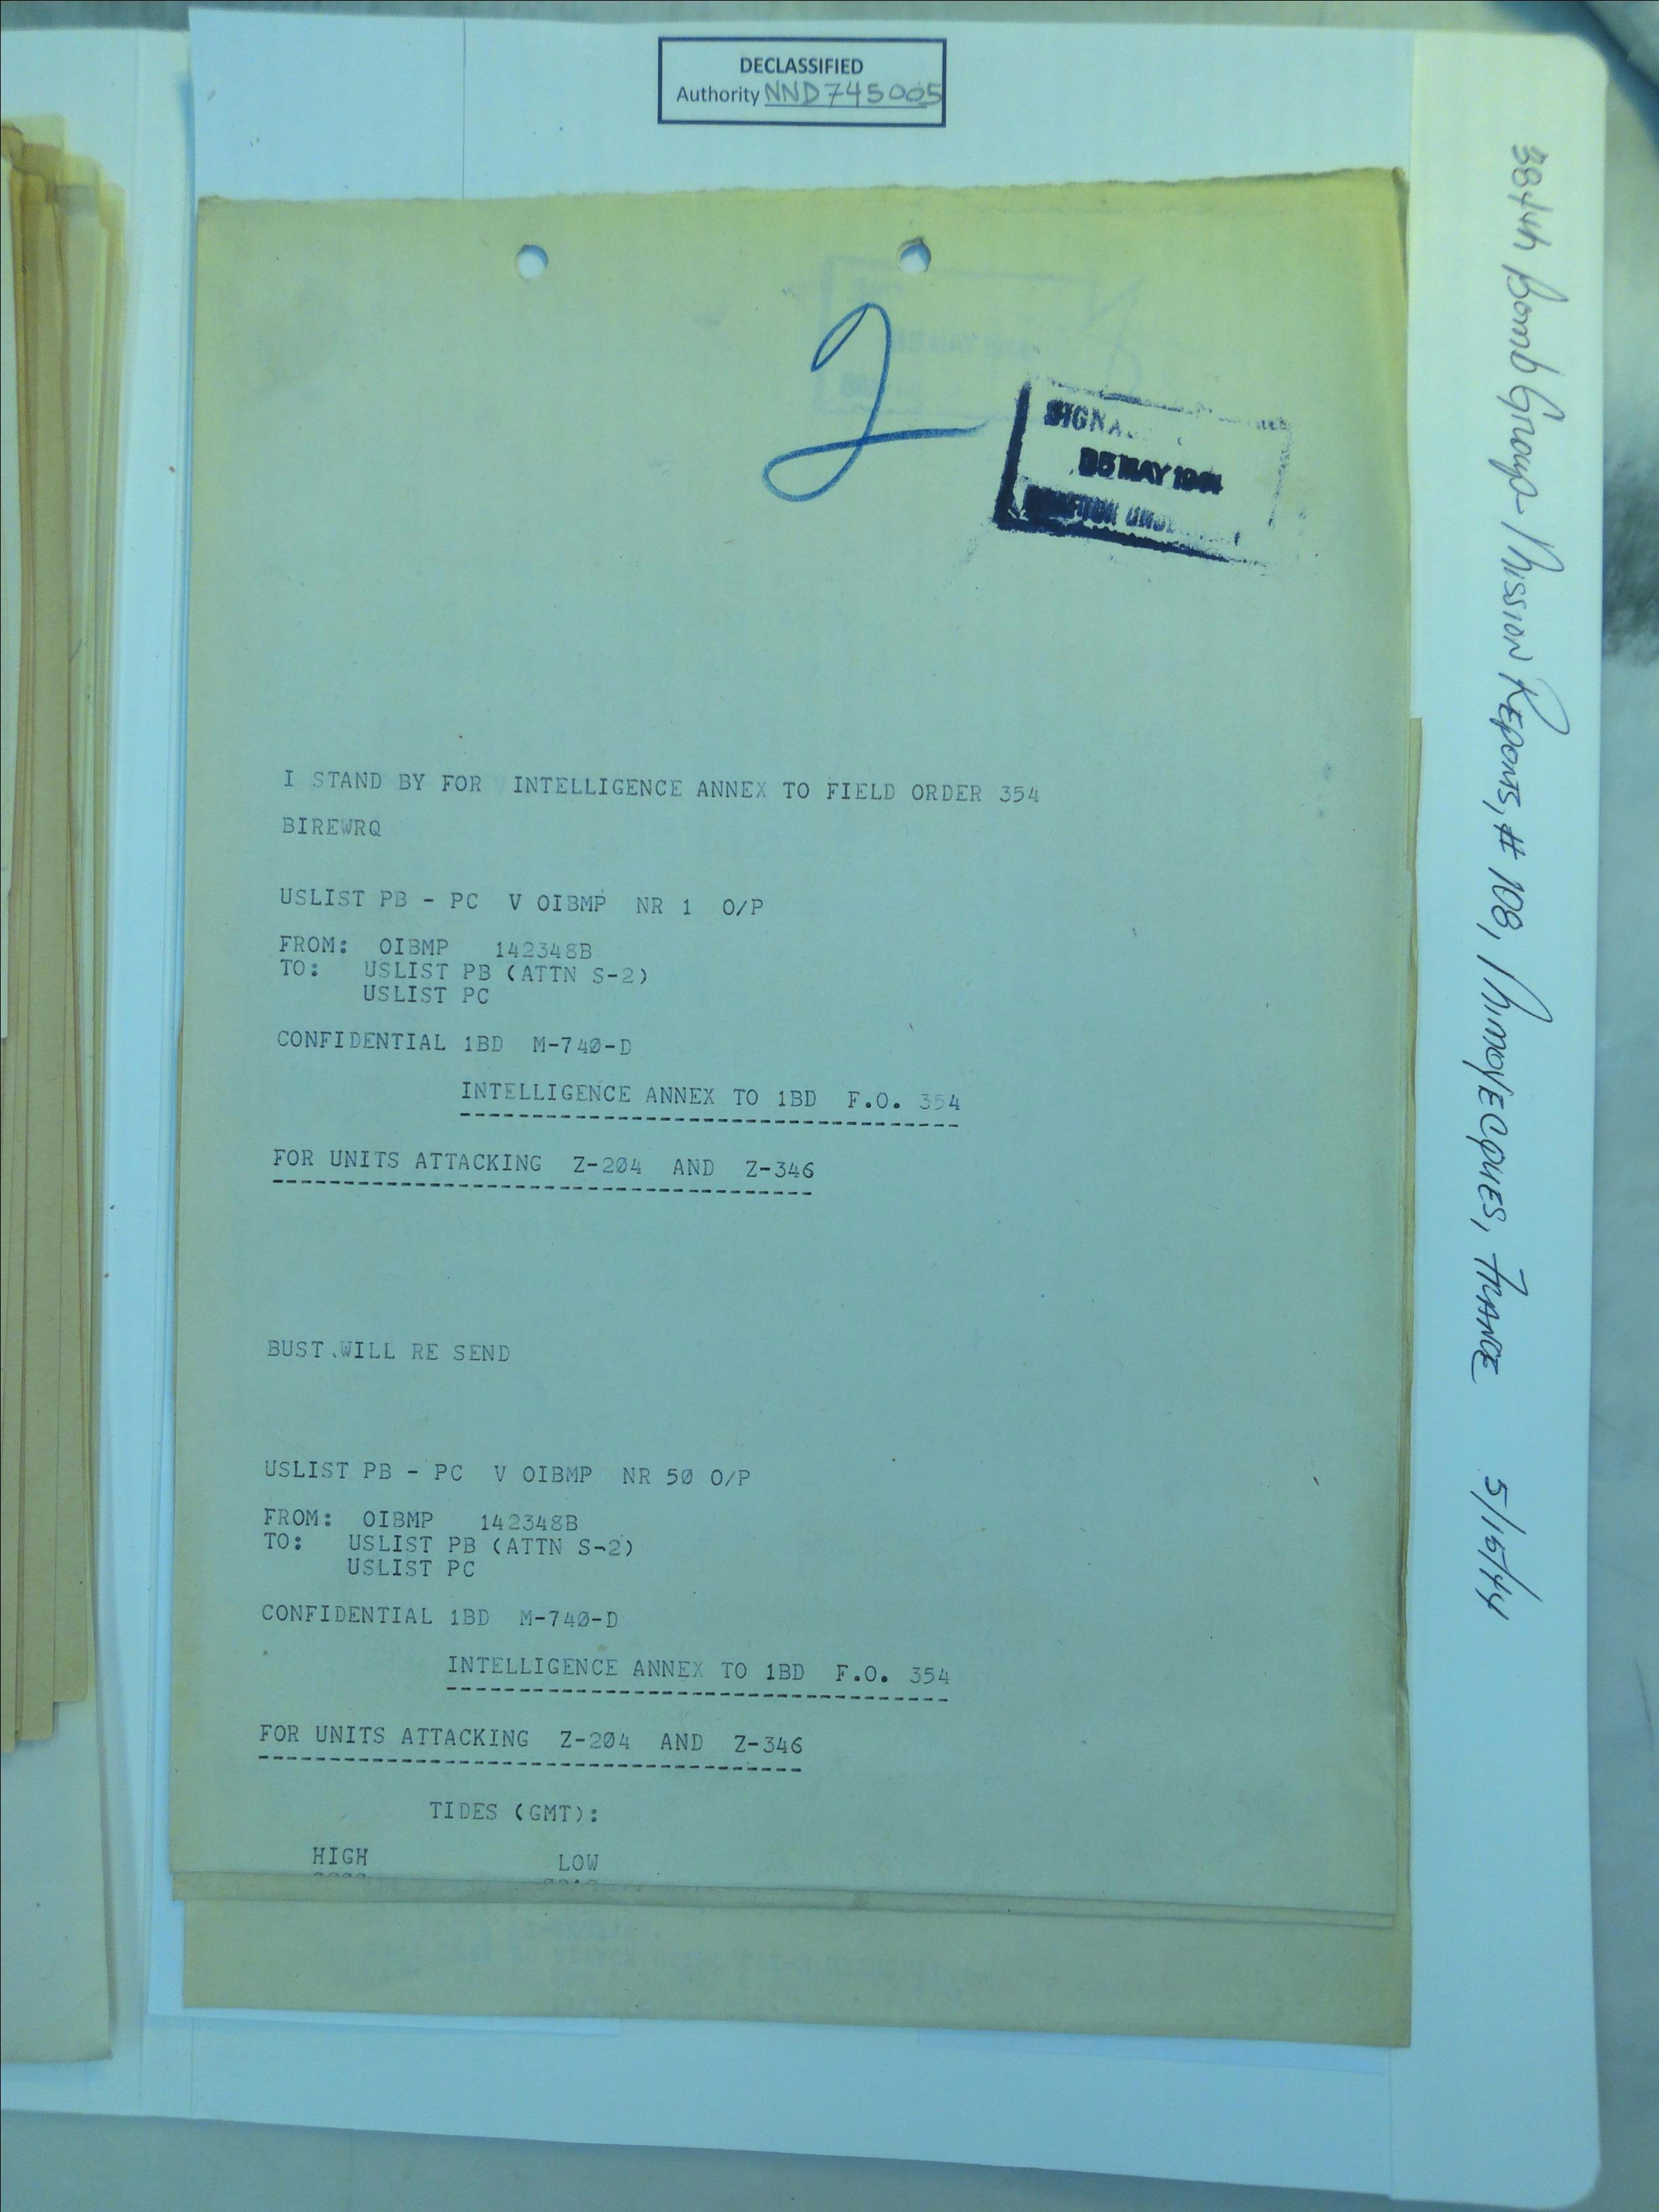 DECLASSIFIED
Authority NND745005
2
MAY 1944
I STAND BY FOR INTELLIGENCE ANNEX TO FIELD ORDER 354
BIREWRQ
USLIST PB - PC V OIBMP NR 1 O/P
FROM: OIBMP 142348B
TO: USLIST PB (ATTN S-2)
USLIST PC
CONFIDENTIAL 1BD M-740-D
INTELLIGENCE ANNEX TO 1BD F.O. 354
FOR UNITS ATTACKING Z-204 AND Z-346
BUST.WILL RE SEND
USLIST PB - PC V OIBMP NR 50 O/P
FROM: OIBMP 142348B
TO: USLIST PB (ATTN S-2)
USLIST PC
CONFIDENTIAL 1BD M-740-D
INTELLIGENCE ANNEX TO 1BD F.O. 354
FOR UNITS ATTACKING Z-204 AND Z-346
TIDES (GMT):
HIGH LOW
384th Bomb Group Mission Reports, # 108, Mimoyecques, France 5/15/44